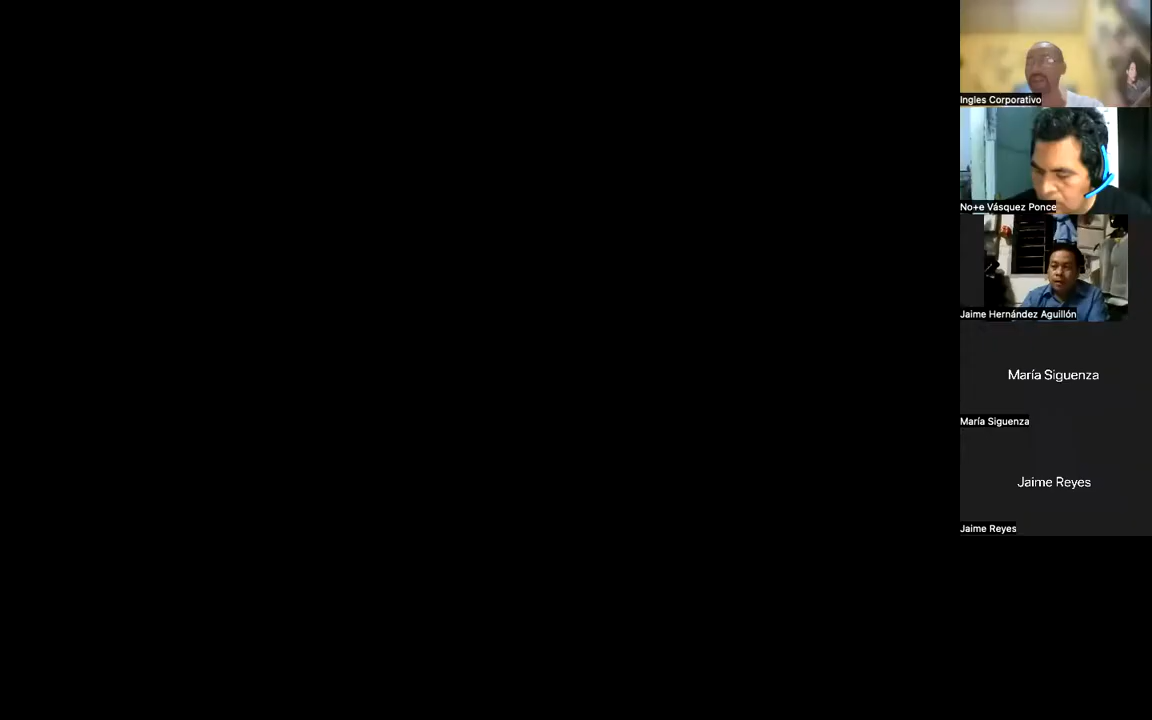 Ingles Corporativo
No+e Vásquez Ponce
Jaime Hernández Aguillón
María Siguenza
María Siguenza
Jaime Reyes
Jaime Reyes